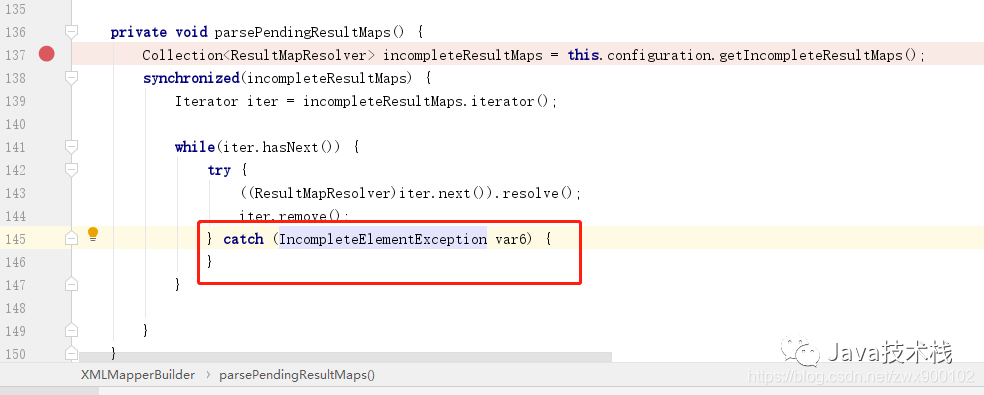 135
136 private void parsePendingResultMaps() {
137 Collection<ResultMapResolver> incompleteResultMaps = this.configuration.getIncompleteResultMaps();
138 synchronized(incompleteResultMaps) {
139 Iterator iter = incompleteResultMaps.iterator();
140
141 while(iter.hasNext()) {
142 try {
143 ((ResultMapResolver)iter.next()).resolve();
144 iter.remove();
145 } catch (IncompleteElementException var6) {
146 }
147 }
148
149 }
150 }
Java技术栈
XMLMapperBuilder › parsePendingResultMaps()
https://blog.csdn.net/zwx900102